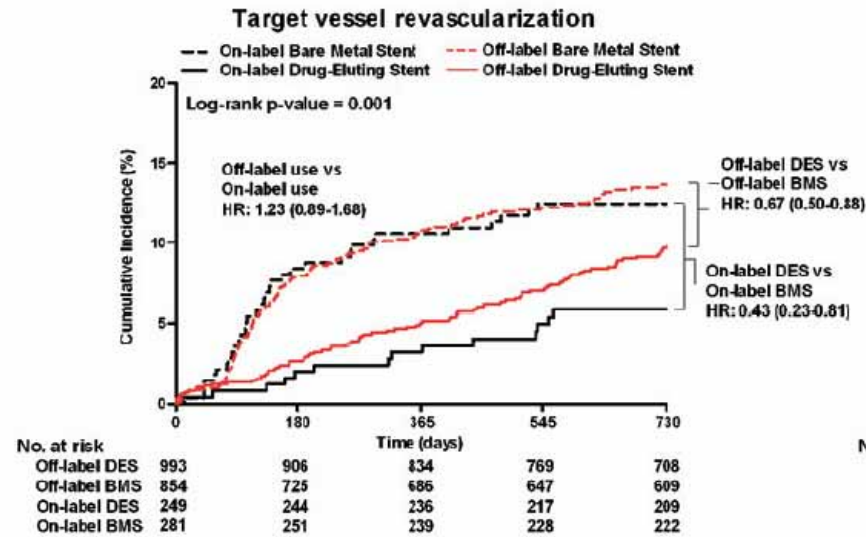 Target vessel revascularization
On-label Bare Metal Stent Off-label Bare Metal Stent
On-label Drug-Eluting Stent Off-label Drug-Eluting Stent
20
Log-rank p-value = 0.001
15
Off-label use vs
On-label use
HR: 1.23 (0.89-1.68)
Off-label DES vs
Off-label BMS
HR: 0.67 (0.50-0.88)
10
On-label DES vs
On-label BMS
HR: 0.43 (0.23-0.81)
5
0
Cumulative Incidence (%)
0 180 365 545 730
Time (days)
No. at risk N
Off-label DES 993 906 834 769 708
Off-label BMS 854 725 686 647 609
On-label DES 249 244 236 217 209
On-label BMS 281 251 239 228 222